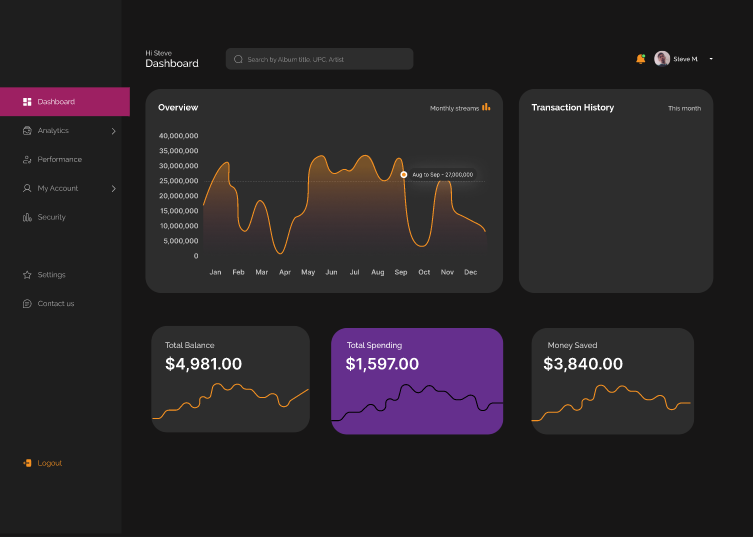 Hi Steve
Dashboard
Search by Album title, UPC, Artist
Steve M.
Dashboard
Analytics
Performance
My Account
Security
Settings
Contact us
Logout
Overview
Monthly streams
40,000,000
35,000,000
30,000,000
25,000,000
20,000,000
15,000,000
10,000,000
5,000,000
0
Aug to Sep - 27,000,000
Jan Feb Mar Apr May Jun Jul Aug Sep Oct Nov Dec
Transaction History
This month
Total Balance
$4,981.00
Total Spending
$1,597.00
Money Saved
$3,840.00